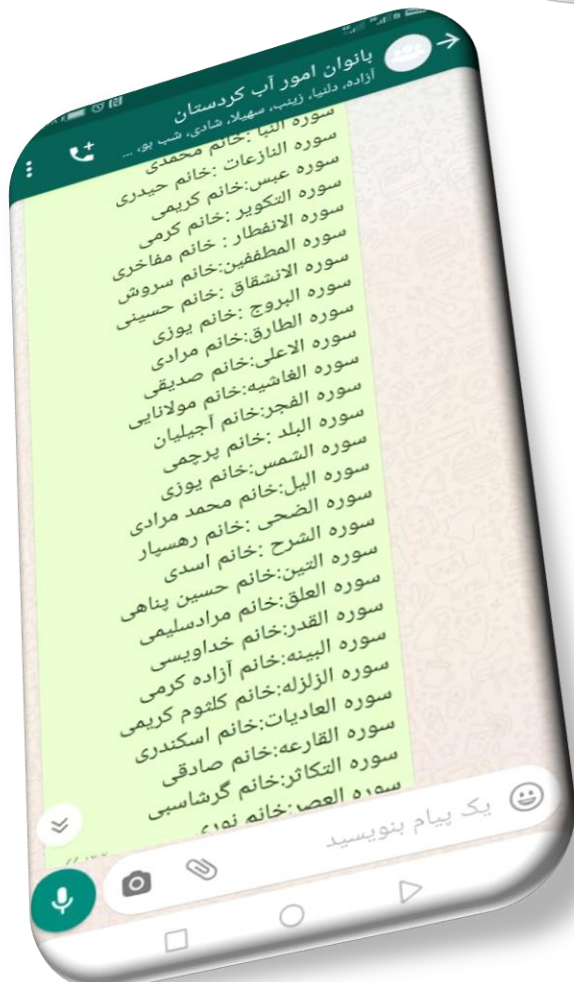 بانوان امور آب کردستان
آزاده، دلنیا، زینب، سهیلا، شادی، شب بو، ...
سوره النبا :خانم محمدی
سوره النازعات :خانم حیدری
سوره عبس:خانم کریمی
سوره التکویر :خانم کرمی
سوره الانفطار : خانم مفاخری
سوره المطففین:خانم سروش
سوره الانشقاق :خانم حسینی
سوره البروج :خانم یوزی
سوره الطارق:خانم مرادی
سوره الاعلی:خانم صدیقی
سوره الغاشیه:خانم مولانایی
سوره الفجر:خانم آجیلیان
سوره البلد :خانم پرچمی
سوره الشمس:خانم یوزی
سوره الیل:خانم محمد مرادی
سوره الضحی :خانم رهسپار
سوره الشرح :خانم اسدی
سوره التین:خانم حسین پناهی
سوره العلق:خانم مرادسلیمی
سوره القدر:خانم خداویسی
سوره البینه:خانم آزاده کرمی
سوره الزلزله:خانم کلثوم کریمی
سوره العادیات:خانم اسکندری
سوره القارعه:خانم صادقی
سوره التکاثر:خانم گرشاسبی
سوره العصر:خانم نوری
یک پیام بنویسید